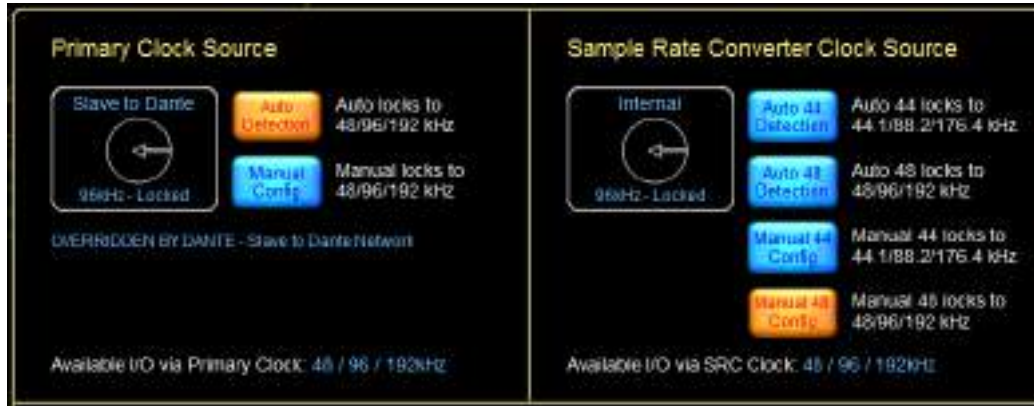 Primary Clock Source
Slave to Dante
96kHz - Locked
Auto Detection
Auto locks to
48/96/192 kHz
Manual Config
Manual locks to
48/96/192 kHz
OVERRIDDEN BY DANTE - Slave to Dante Network
Available I/O via Primary Clock: 48 / 96 / 192kHz
Sample Rate Converter Clock Source
Internal
96kHz - Locked
Auto 44
Detection
Auto 44 locks to
44.1/88.2/176.4 kHz
Auto 48
Detection
Auto 48 locks to
48/96/192 kHz
Manual 44
Config
Manual 44 locks to
44.1/88.2/176.4 kHz
Manual 48
Config
Manual 48 locks to
48/96/192 kHz
Available I/O via SRC Clock: 48 / 96 / 192kHz